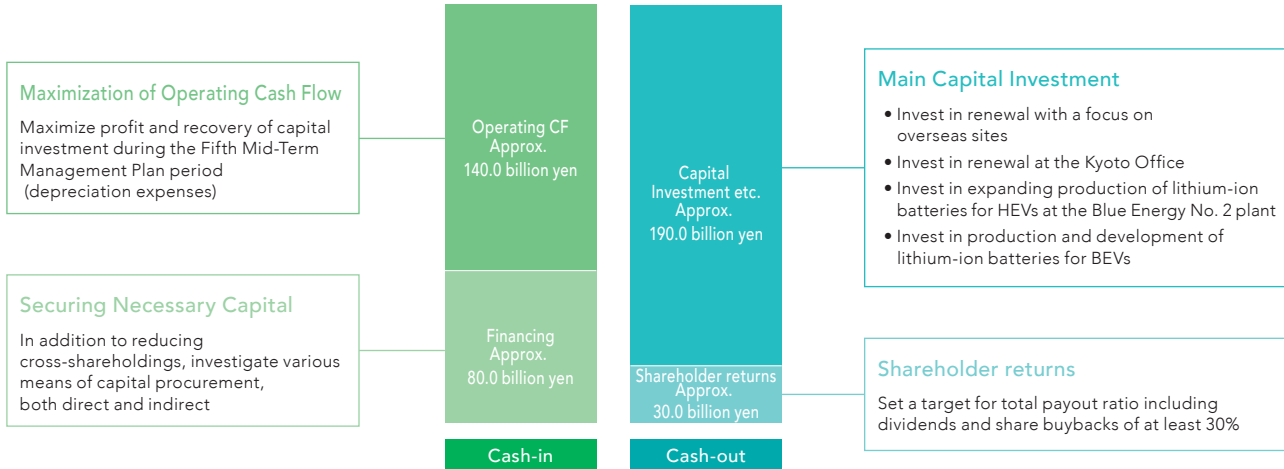 Maximization of Operating Cash Flow
Maximize profit and recovery of capital
investment during the Fifth Mid-Term
Management Plan period
(depreciation expenses)
Securing Necessary Capital
In addition to reducing
cross-shareholdings, investigate various
means of capital procurement,
both direct and indirect
Operating CF
Approx.
140.0 billion yen
Financing
Approx.
80.0 billion yen
Cash-in
Capital
Investment etc.
Approx.
190.0 billion yen
Shareholder returns
Approx.
30.0 billion yen
Cash-out
Main Capital Investment
• Invest in renewal with a focus on
overseas sites
• Invest in renewal at the Kyoto Office
• Invest in expanding production of lithium-ion
batteries for HEVs at the Blue Energy No. 2 plant
• Invest in production and development of
lithium-ion batteries for BEVs
Shareholder returns
Set a target for total payout ratio including
dividends and share buybacks of at least 30%